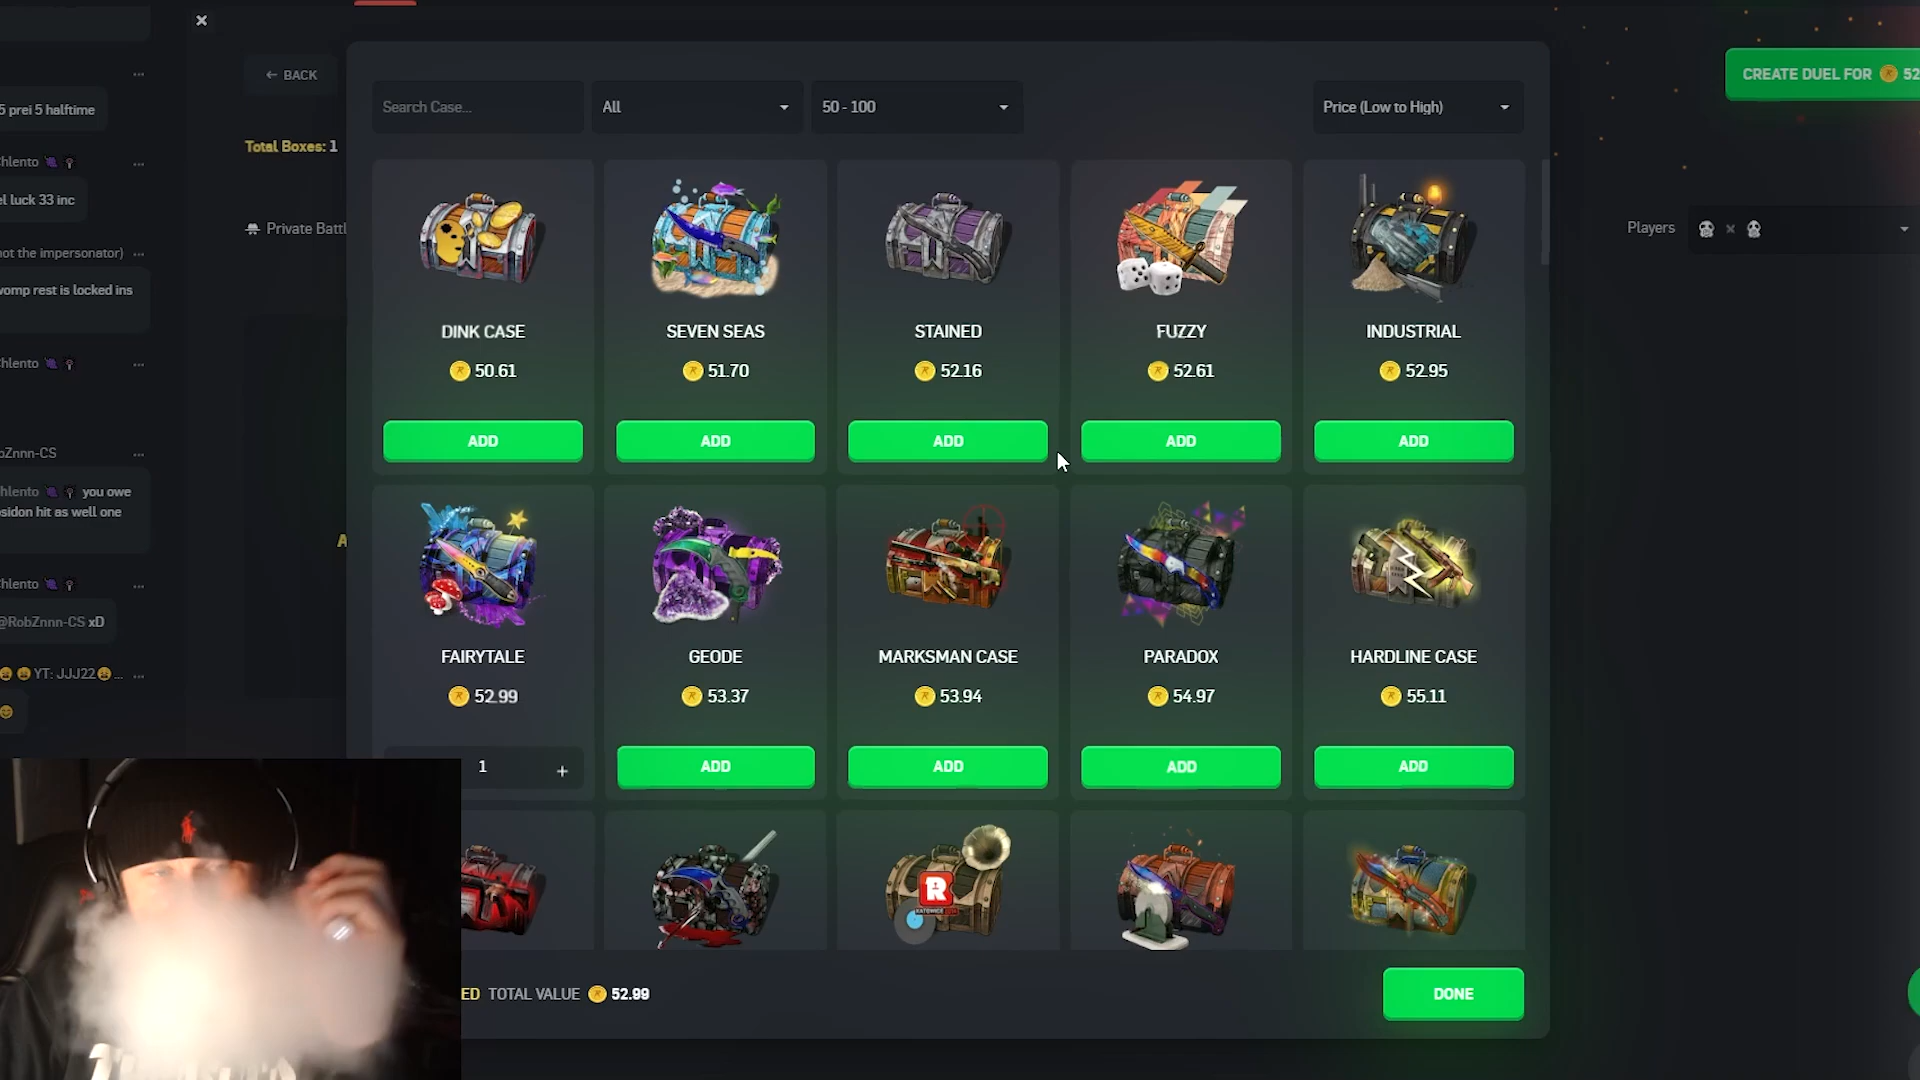 ← BACK
Search Case...
All
50 - 100
Price (Low to High)
CREATE DUEL FOR 52
5 prei 5 halftime
Total Boxes: 1
hlento
el luck 33 inc
Private Battl
Players
not the impersonator)
womp rest is locked ins
hlento
DINK CASE
SEVEN SEAS
STAINED
FUZZY
INDUSTRIAL
50.61
51.70
52.16
52.61
52.95
ADD
ADD
ADD
ADD
ADD
bZnnn-CS
hlento you owe
sidon hit as well one
hlento
@RobZnnn-CS xD
YT: JJJ22 ...
FAIRYTALE
GEODE
MARKSMAN CASE
PARADOX
HARDLINE CASE
52.99
53.37
53.94
54.97
55.11
1 +
ADD
ADD
ADD
ADD
R
KATOWICE
ED TOTAL VALUE 52.99
DONE